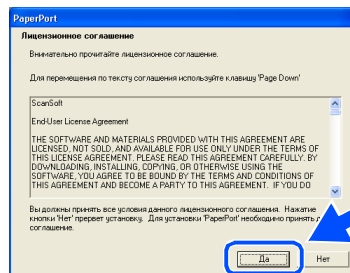 PaperPort
Лицензионное соглашение
Внимательно прочитайте лицензионное соглашение.
Для перемещения по тексту соглашения используйте клавишу 'Page Down'
ScanSoft
End-User License Agreement
THE SOFTWARE AND MATERIALS PROVIDED WITH THIS AGREEMENT ARE
LICENSED, NOT SOLD, AND AVAILABLE FOR USE ONLY UNDER THE TERMS OF
THIS LICENSE AGREEMENT. PLEASE READ THIS AGREEMENT CAREFULLY. BY
DOWNLOADING, INSTALLING, COPYING, OR OTHERWISE USING THE
SOFTWARE, YOU AGREE TO BE BOUND BY THE TERMS AND CONDITIONS OF
THIS AGREEMENT AND BECOME A PARTY TO THIS AGREEMENT. IF YOU DO
Вы должны принять все условия данного лицензионного соглашения. Нажатие
кнопки 'Нет' прервет установку. Для установки 'PaperPort' необходимо принять
соглашение.
Да
Нет